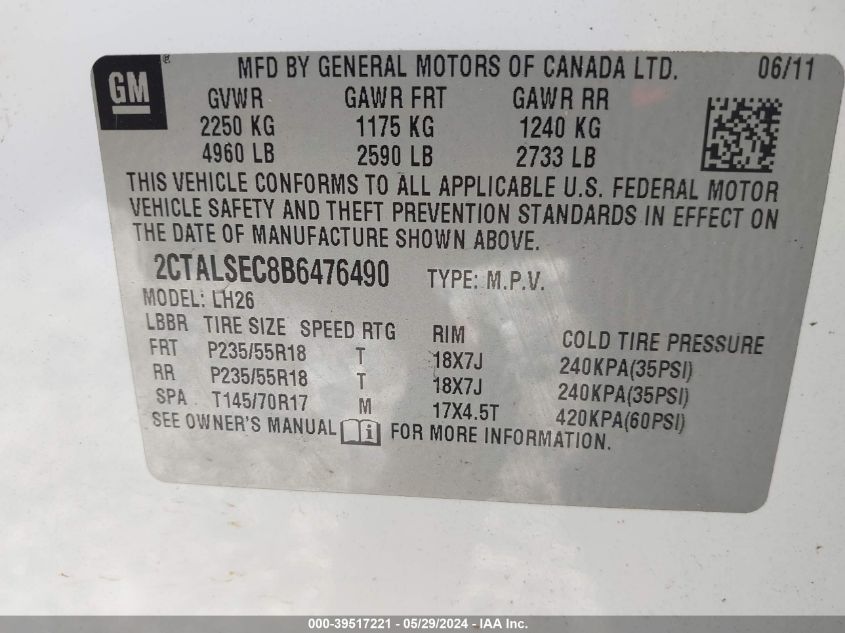 GM ® MFD BY GENERAL MOTORS OF CANADA LTD. 06/11
GVWR GAWR FRT GAWR RR
2250 KG 1175 KG 1240 KG
4960 LB 2590 LB 2733 LB
THIS VEHICLE CONFORMS TO ALL APPLICABLE U.S. FEDERAL MOTOR
VEHICLE SAFETY AND THEFT PREVENTION STANDARDS IN EFFECT ON
THE DATE OF MANUFACTURE SHOWN ABOVE.
2CTALSEC8B6476490 TYPE: M.P.V.
MODEL: LH26
LBBR TIRE SIZE SPEED RTG RIM COLD TIRE PRESSURE
FRT P235/55R18 T 18X7J 240KPA(35PSI)
RR P235/55R18 T 18X7J 240KPA(35PSI)
SPA T145/70R17 M 17X4.5T 420KPA(60PSI)
SEE OWNER'S MANUAL i FOR MORE INFORMATION.
000-39517221 - 05/29/2024 - IAA Inc.